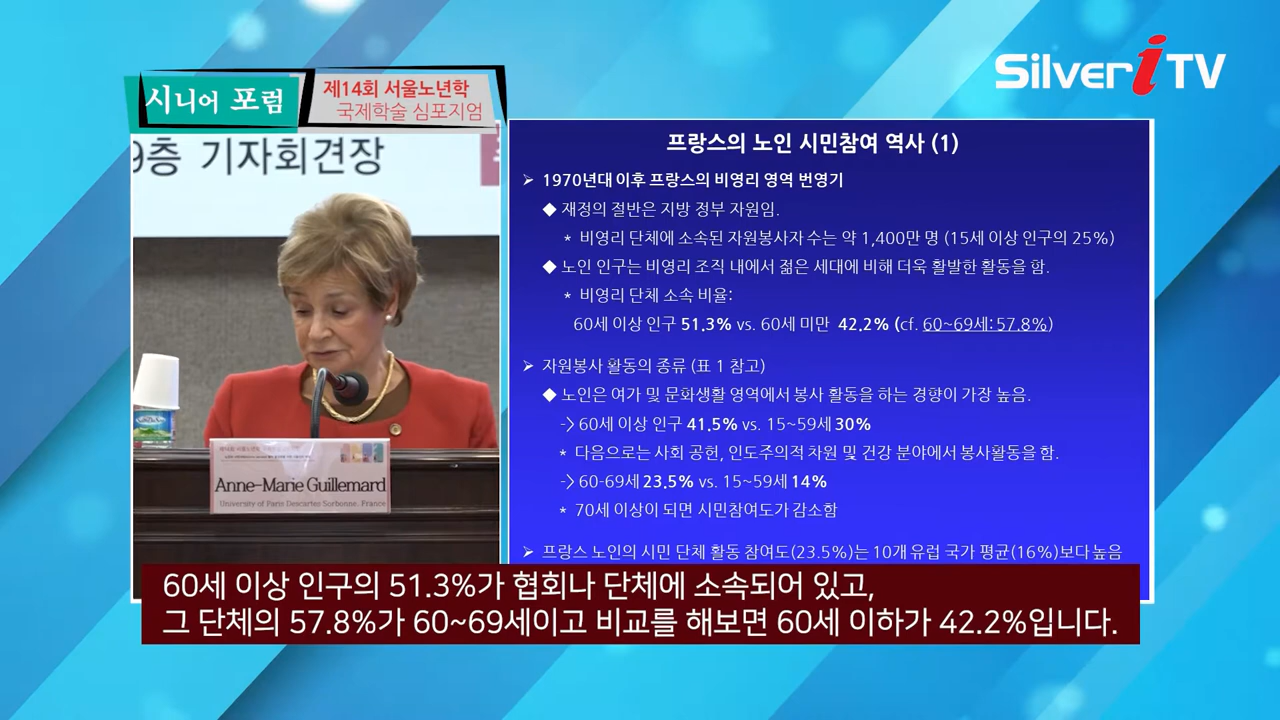 Silver i TV
시니어 포럼
제14회 서울노년학
국제학술 심포지엄
9층 기자회견장
Anne-Marie Guillemard
University of Paris Descartes Sorbonne, France
프랑스의 노인 시민참여 역사 (1)
➢ 1970년대 이후 프랑스의 비영리 영역 번영기
◆ 재정의 절반은 지방 정부 자원임.
* 비영리 단체에 소속된 자원봉사자 수는 약 1,400만 명 (15세 이상 인구의 25%)
◆ 노인 인구는 비영리 조직 내에서 젊은 세대에 비해 더욱 활발한 활동을 함.
* 비영리 단체 소속 비율:
60세 이상 인구 51.3% vs. 60세 미만 42.2% (cf. 60~69세: 57.8%)
➢ 자원봉사 활동의 종류 (표 1 참고)
◆ 노인은 여가 및 문화생활 영역에서 봉사 활동을 하는 경향이 가장 높음.
-> 60세 이상 인구 41.5% vs. 15~59세 30%
* 다음으로는 사회 공헌, 인도주의적 차원 및 건강 분야에서 봉사활동을 함.
-> 60-69세 23.5% vs. 15~59세 14%
* 70세 이상이 되면 시민참여도가 감소함
➢ 프랑스 노인의 시민 단체 활동 참여도(23.5%)는 10개 유럽 국가 평균(16%)보다 높음
60세 이상 인구의 51.3%가 협회나 단체에 소속되어 있고,
그 단체의 57.8%가 60~69세이고 비교를 해보면 60세 이하가 42.2%입니다.